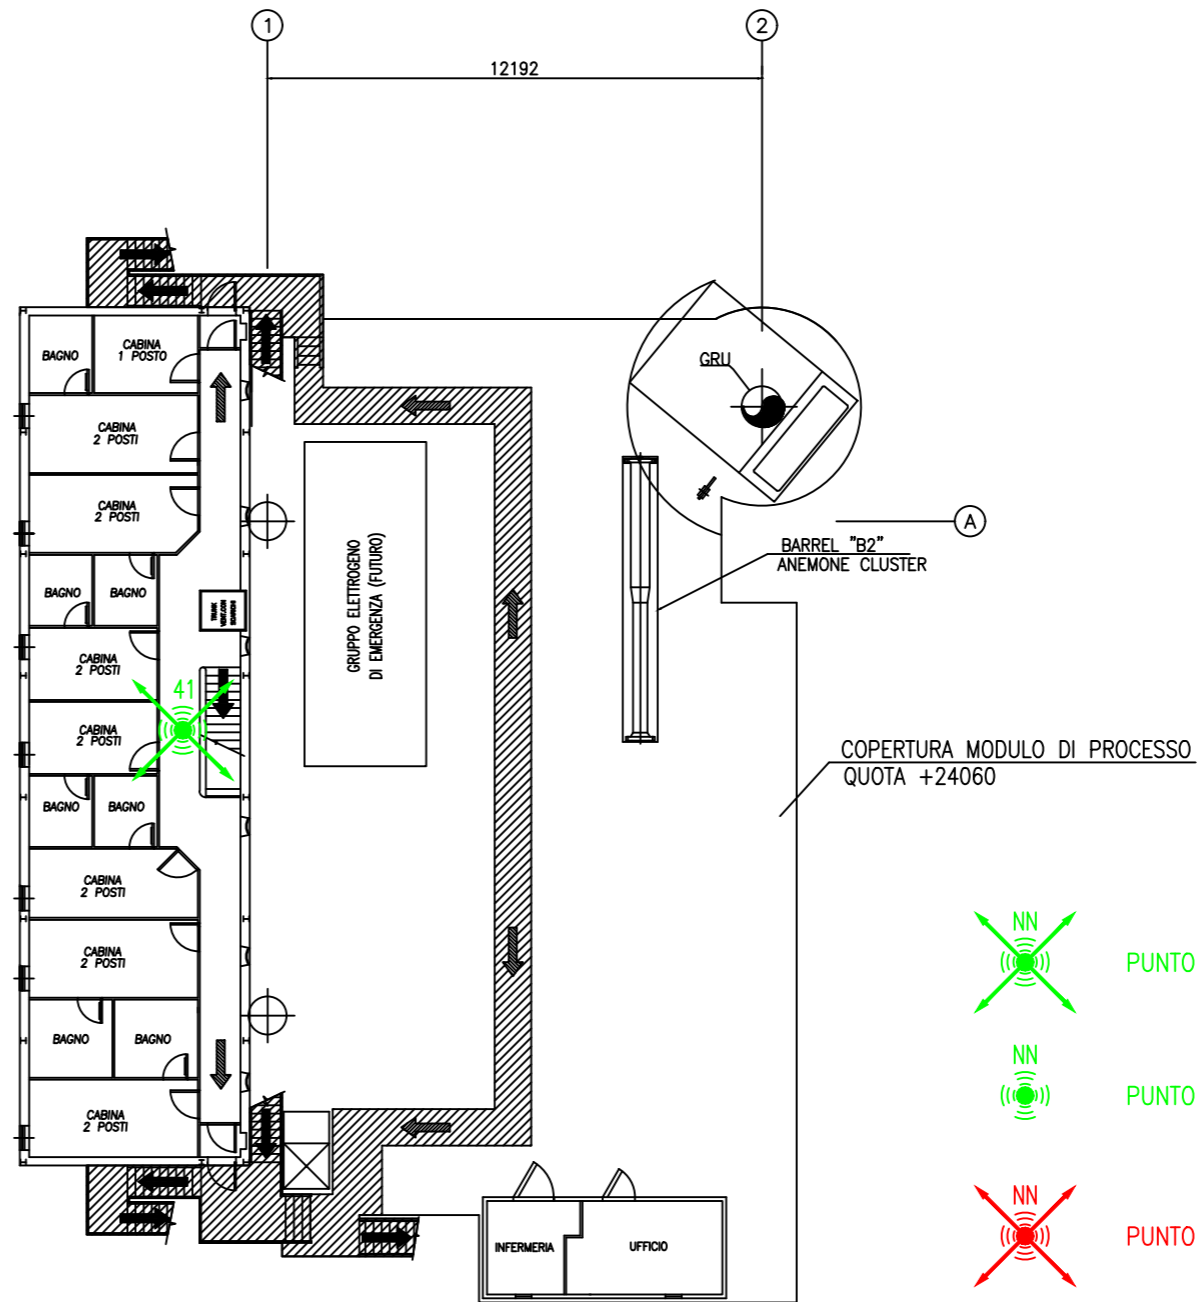 1
2
12192
BAGNO
CABINA
1 POSTO
GRU
CABINA
2 POSTI
CABINA
2 POSTI
A
BARREL "B2"
ANEMONE CLUSTER
GRUPPO ELETTROGENO
DI EMERGENZA (FUTURO)
BAGNO
BAGNO
CABINA
2 POSTI
41
CABINA
2 POSTI
COPERTURA MODULO DI PROCESSO
QUOTA +24060
BAGNO
BAGNO
CABINA
2 POSTI
CABINA
2 POSTI
NN
PUNTO
BAGNO
BAGNO
NN
PUNTO
CABINA
2 POSTI
NN
PUNTO
INFERMERIA
UFFICIO